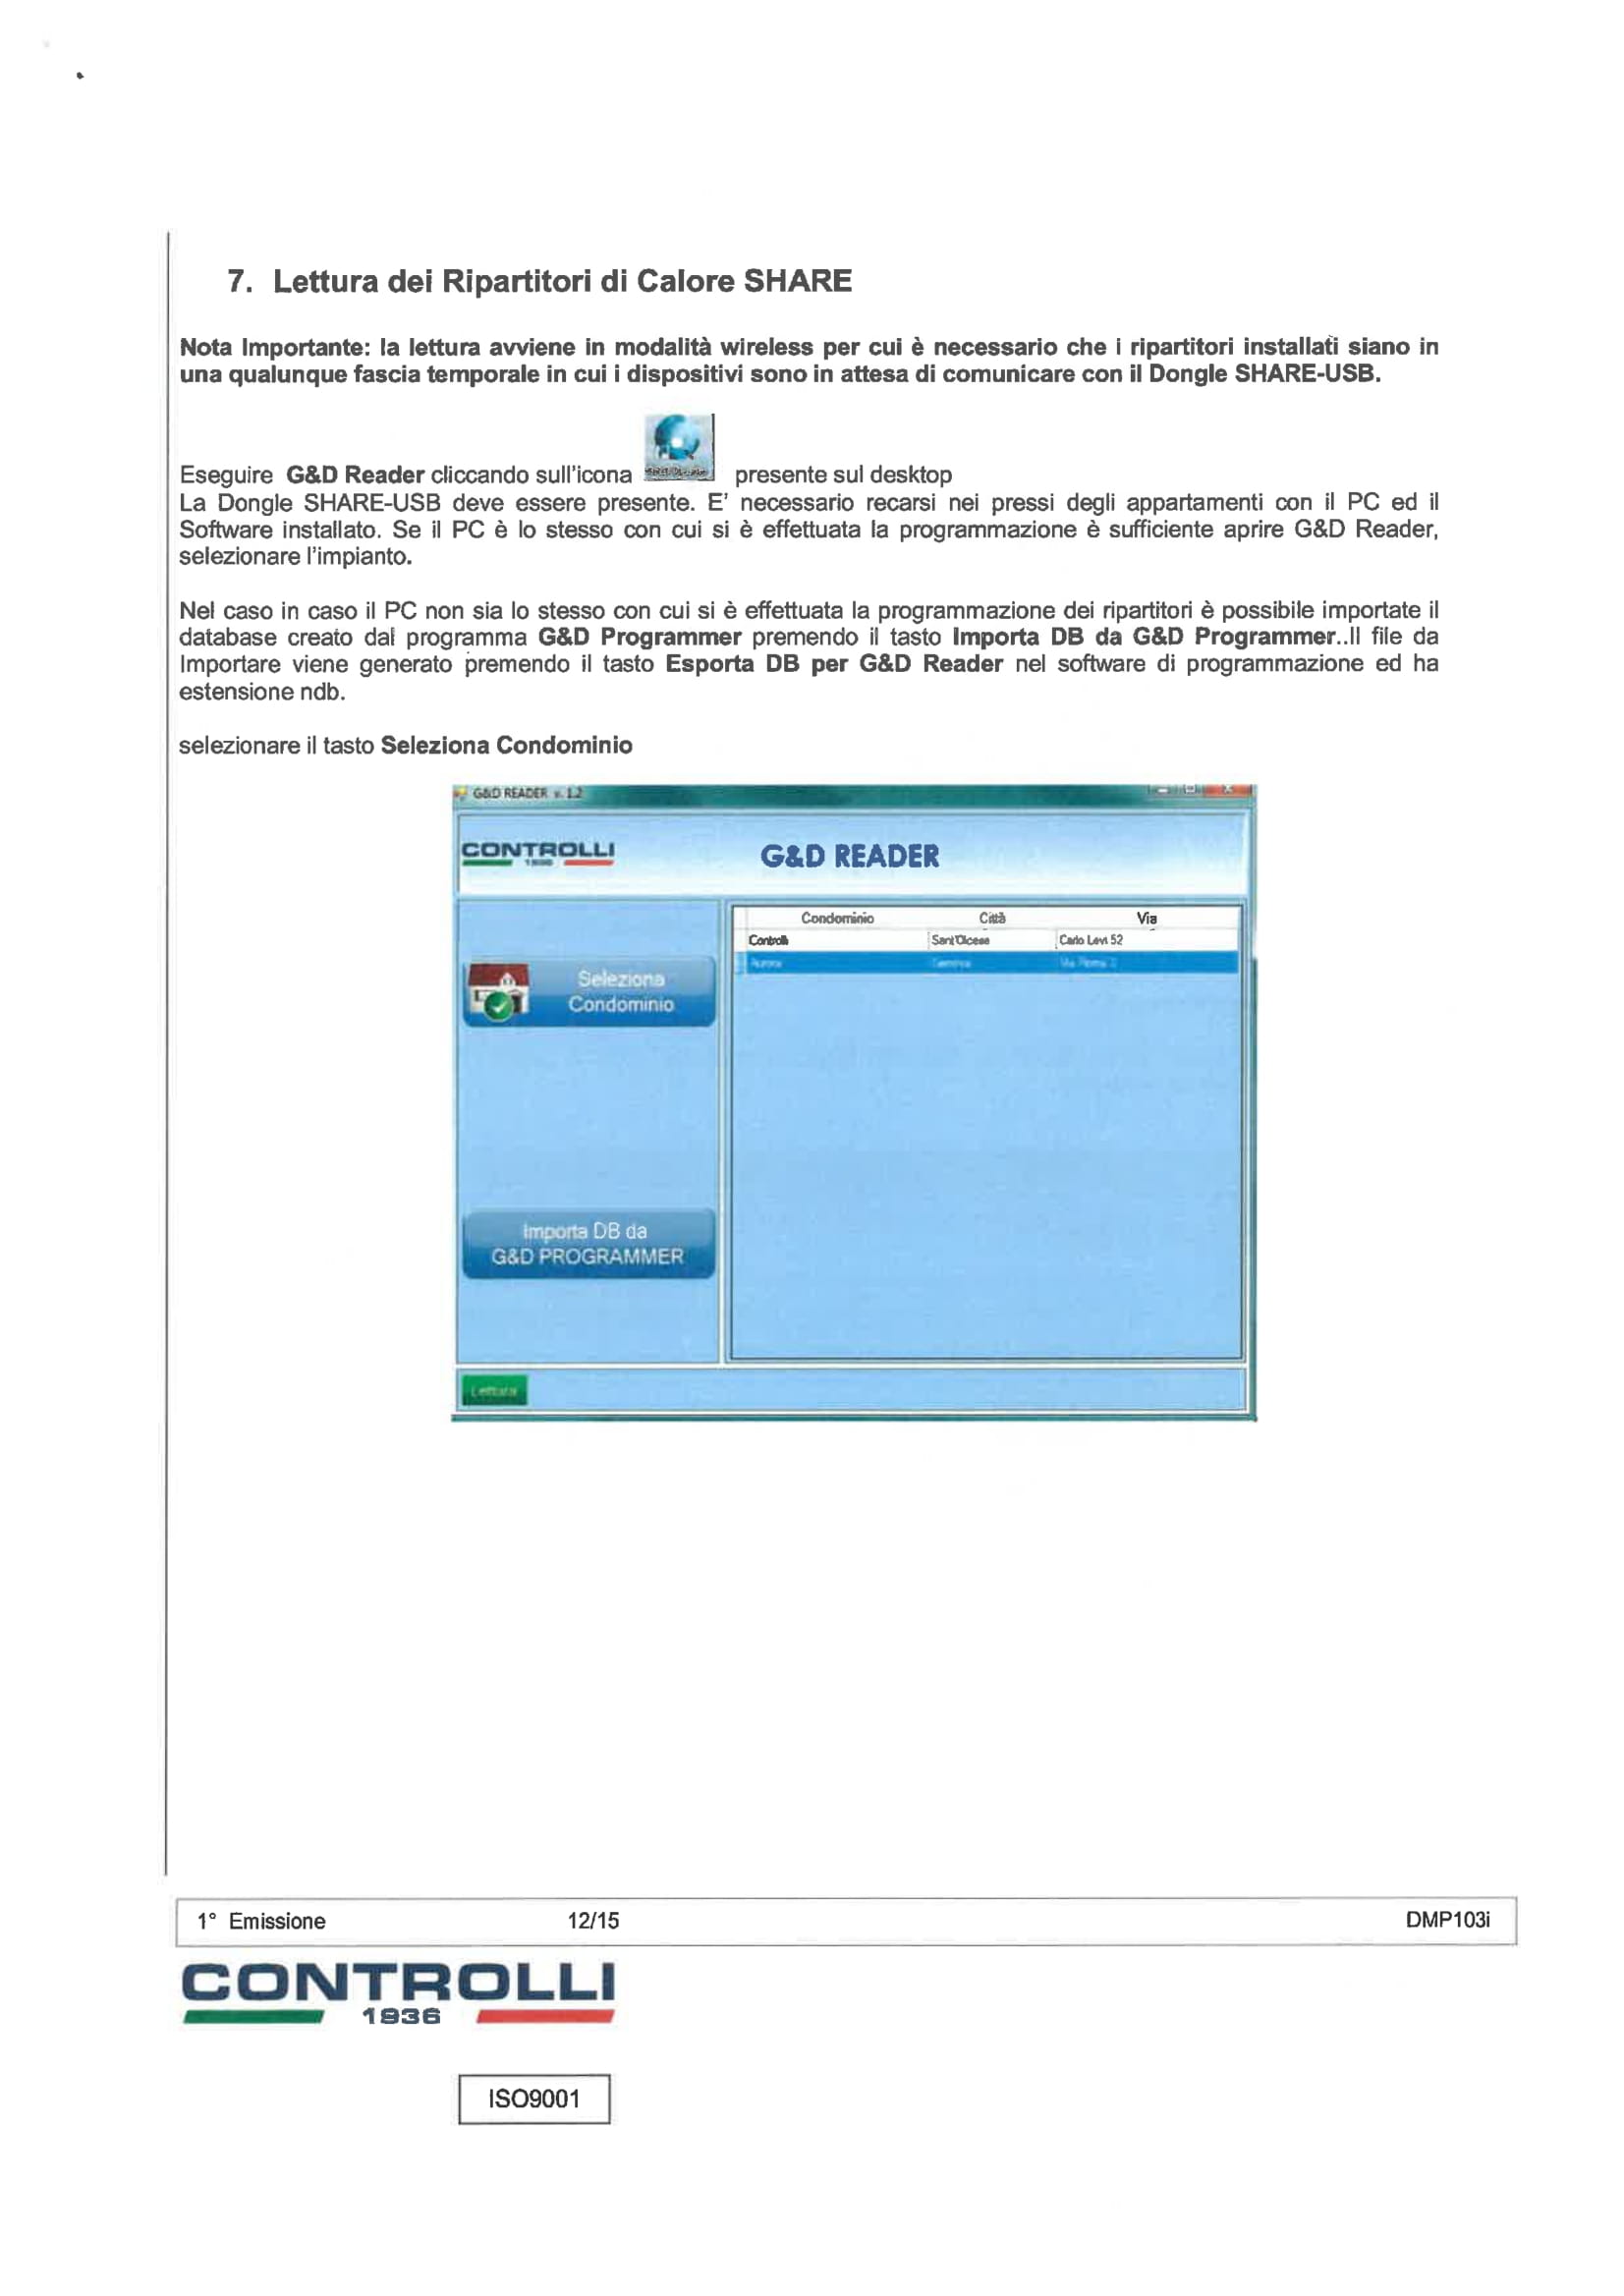 7. Lettura dei Ripartitori di Calore SHARE
Nota Importante: la lettura avviene in modalità wireless per cui è necessario che i ripartitori installati siano in
una qualunque fascia temporale in cui i dispositivi sono in attesa di comunicare con il Dongle SHARE-USB.
Eseguire G&D Reader cliccando sull'icona presente sul desktop
La Dongle SHARE-USB deve essere presente. E' necessario recarsi nei pressi degli appartamenti con il PC ed il
Software installato. Se il PC è lo stesso con cui si è effettuata la programmazione è sufficiente aprire G&D Reader,
selezionare l'impianto.
Nel caso in caso il PC non sia lo stesso con cui si è effettuata la programmazione dei ripartitori è possibile importate il
database creato dal programma G&D Programmer premendo il tasto Importa DB da G&D Programmer..Il file da
Importare viene generato premendo il tasto Esporta DB per G&D Reader nel software di programmazione ed ha
estensione ndb.
selezionare il tasto Seleziona Condominio
G&D READER v. 1.2
CONTROLLI
1936
G&D READER
Condominio Città Via
Controlli Sant'Olcese Carlo Levi 52
Aurora Genova Via Roma
Seleziona
Condominio
Importa DB da
G&D PROGRAMMER
Lettura
1° Emissione 12/15 DMP103i
CONTROLLI
1936
ISO9001